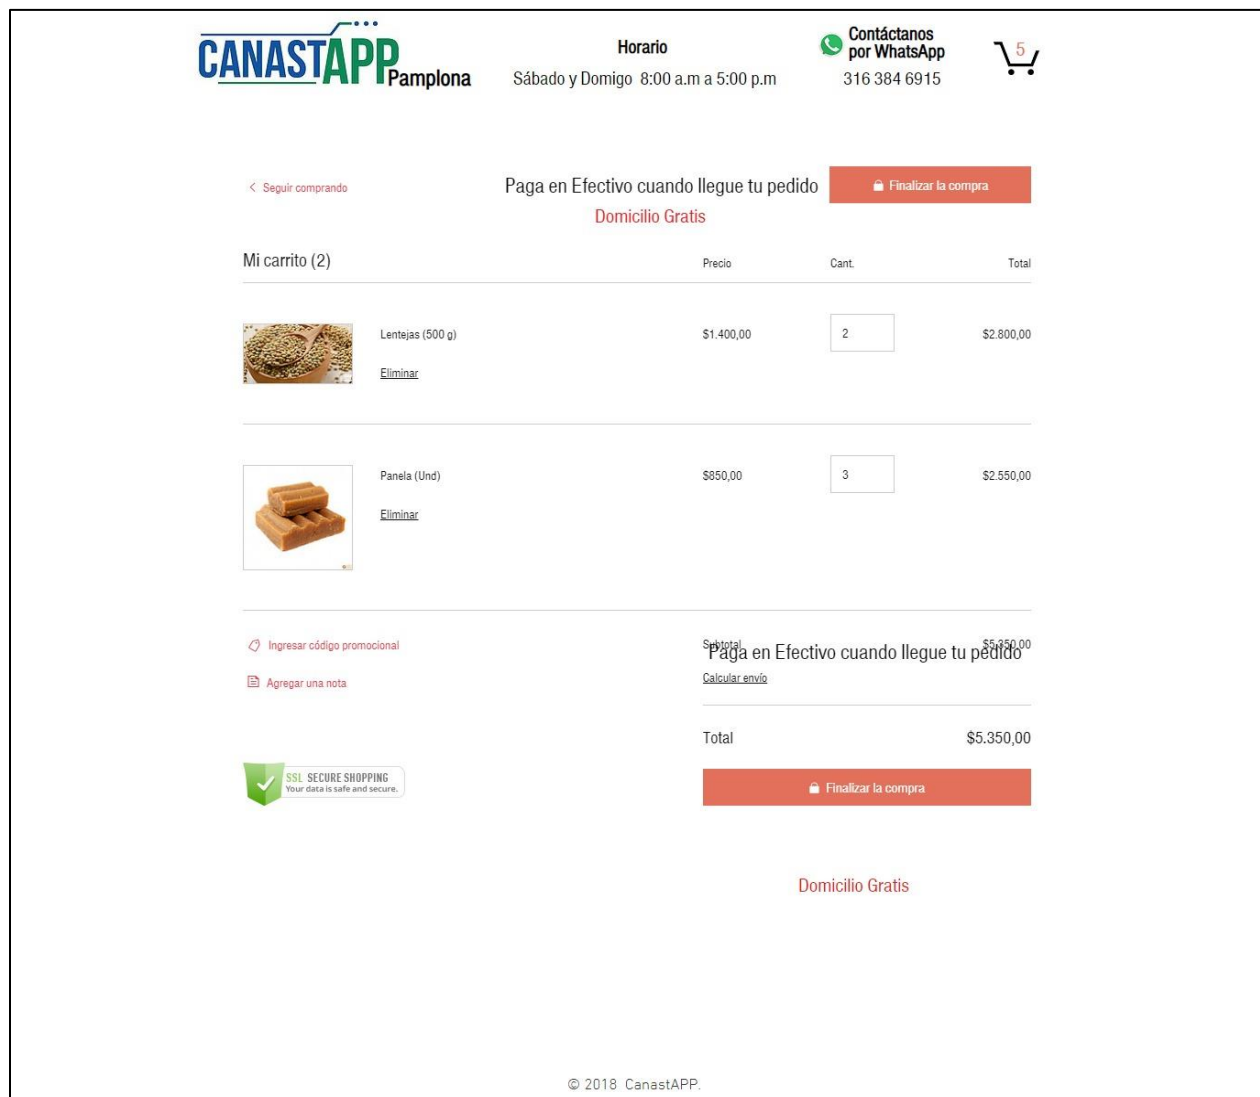 CANASTAPP Pamplona
Horario
Sábado y Domigo 8:00 a.m a 5:00 p.m
Contáctanos
por WhatsApp
316 384 6915
5
Seguir comprando
Paga en Efectivo cuando llegue tu pedido
Finalizar la compra
Domicilio Gratis
Mi carrito (2) Precio Cant. Total
Lentejas (500 g) $1.400,00 2 $2.800,00
Eliminar
Panela (Und) $850,00 3 $2.550,00
Eliminar
Ingresar código promocional
Subtotal $5.350,00
Paga en Efectivo cuando llegue tu pedido
Agregar una nota
Calcular envío
Total $5.350,00
SSL SECURE SHOPPING
Your data is safe and secure.
Finalizar la compra
Domicilio Gratis
© 2018 CanastAPP.